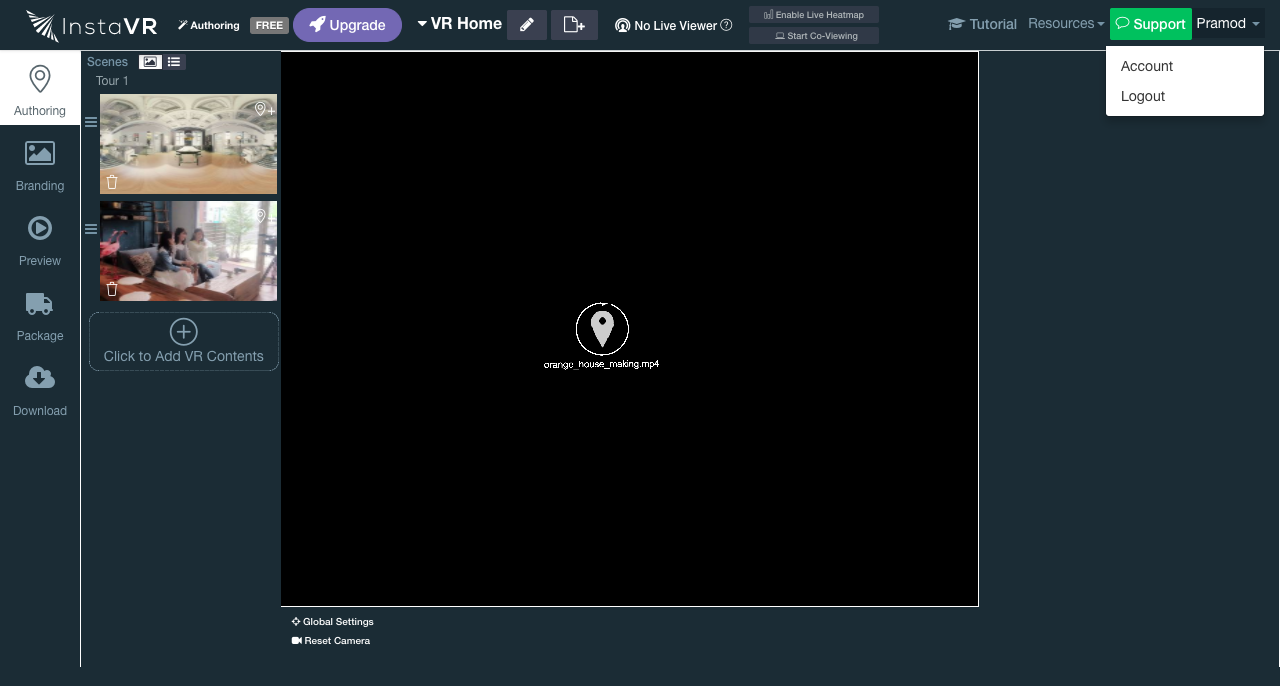 InstaVR
Authoring
FREE
Upgrade
VR Home
No Live Viewer
Enable Live Heatmap
Start Co-Viewing
Tutorial
Resources
Support
Pramod
Account
Logout
Authoring
Branding
Preview
Package
Download
Scenes
Tour 1
Click to Add VR Contents
orange_house_making.mp4
Global Settings
Reset Camera